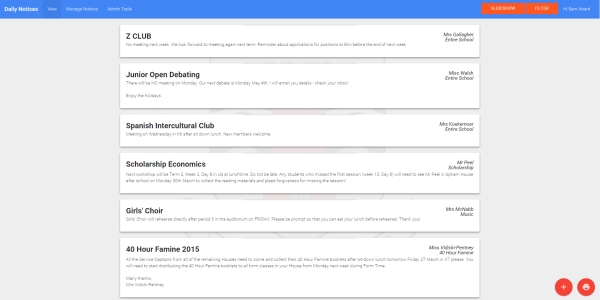 Daily Notices View Manage Notices Admin Tools SLIDESHOW FILTER Hi Sam
Z CLUB
Mrs Gallagher
Entire School
No meeting next week. We look forward to meeting again next term. Reminder about applications for positions to 8him before the end of next week.
Junior Open Debating
Miss Walsh
Entire School
There will be NO meeting on Monday. Our next debate is Monday May 4th. I will email you details - check your inbox!
Enjoy the holidays.
Spanish Intercultural Club
Mrs Koekemoer
Entire School
Meeting on Wednesday in K8 after sit down lunch. New members welcome
Scholarship Economics
Mr Peel
Scholarship
Next workshop will be Term 2, Week 2, Day 8 in U8 at lunchtime. Do not be late. Any students who missed the first session (week 10, Day 8) will need to see Mr Peel in Upham House
after school on Monday 30th March to collect the reading materials and plead forgiveness for missing the session!
Girls' Choir
Mrs McNabb
Music
Girls' Choir will rehearse directly after period 5 in the auditorium on FRIDAY. Please be prompt so that you can eat your lunch before rehearsal. Thank you!
40 Hour Famine 2015
Miss Vidoki-Pentney
40 Hour Famine
All the Service Captains from all of the remaining Houses need to come and collect their 40 Hour Famine booklets after sit-down lunch tomorrow Friday 27 March in I7 please. You
will need to start distributing the 40 Hour Famine booklets to all form classes in your House from Monday next week during Form Time.
Many thanks,
Mrs Vidoki-Pentney